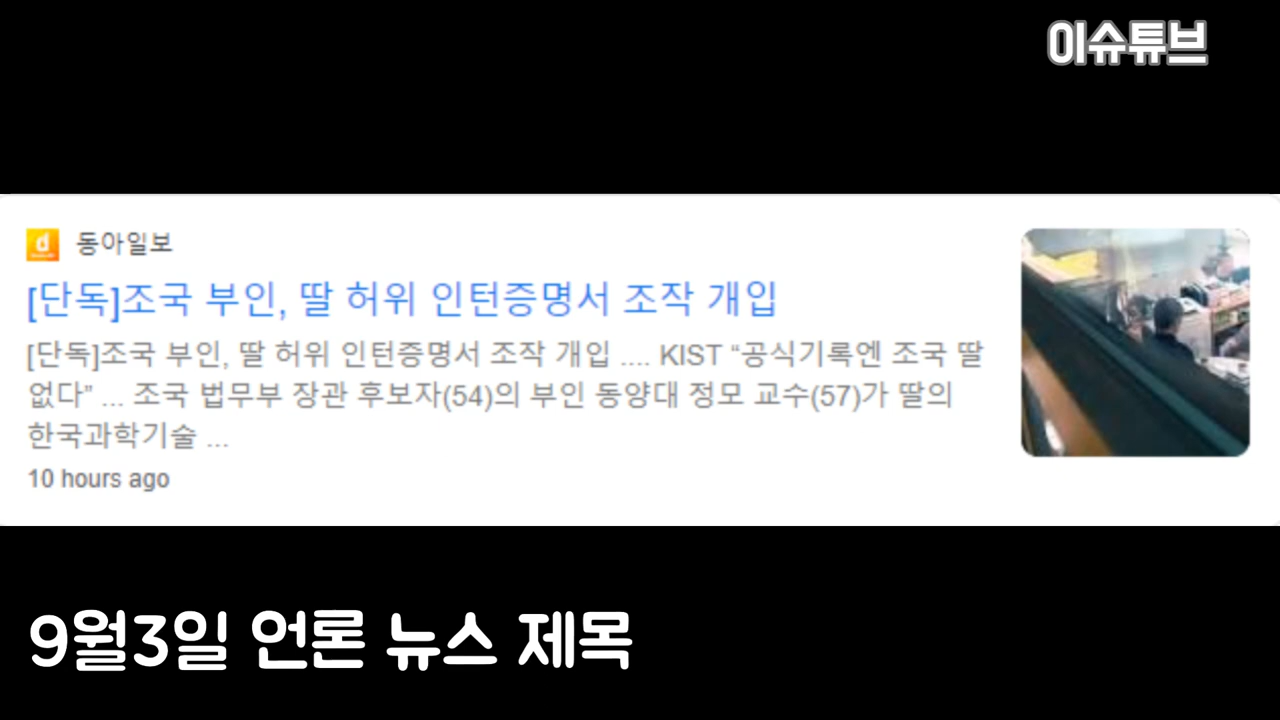 이슈튜브
d
동아일보
[단독]조국 부인, 딸 허위 인턴증명서 조작 개입
[단독]조국 부인, 딸 허위 인턴증명서 조작 개입 .... KIST “공식기록엔 조국 딸
없다” ... 조국 법무부 장관 후보자(54)의 부인 동양대 정모 교수(57)가 딸의
한국과학기술 ...
10 hours ago
9월3일 언론 뉴스 제목